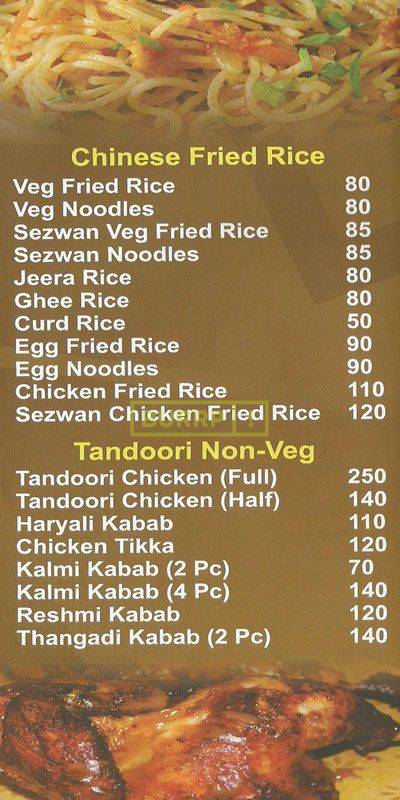 Chinese Fried Rice
Veg Fried Rice 80
Veg Noodles 80
Sezwan Veg Fried Rice 85
Sezwan Noodles 85
Jeera Rice 80
Ghee Rice 80
Curd Rice 50
Egg Fried Rice 90
Egg Noodles 90
Chicken Fried Rice 110
Sezwan Chicken Fried Rice 120
Tandoori Non-Veg
Tandoori Chicken (Full) 250
Tandoori Chicken (Half) 140
Haryali Kabab 110
Chicken Tikka 120
Kalmi Kabab (2 Pc) 70
Kalmi Kabab (4 Pc) 140
Reshmi Kabab 120
Thangadi Kabab (2 Pc) 140